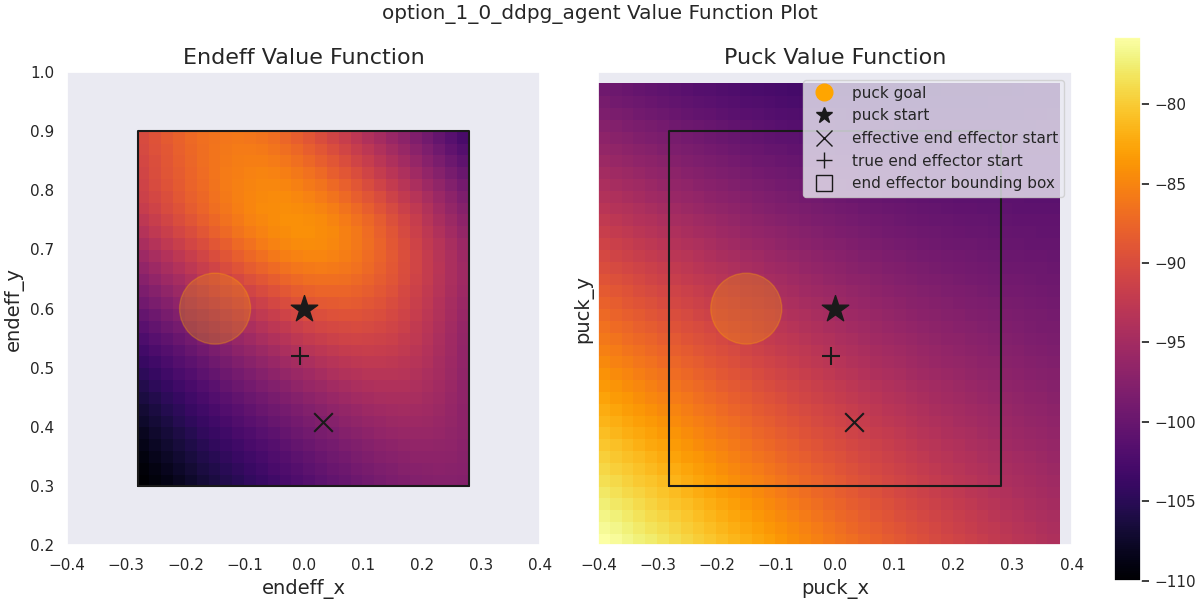 option_1_0_ddpg_agent Value Function Plot
Endeff Value Function
1.0
0.9
0.8
0.7
0.6
0.5
0.4
0.3
0.2
endeff_y
−0.4 −0.3 −0.2 −0.1 0.0 0.1 0.2 0.3 0.4
endeff_x
Puck Value Function
puck goal
puck start
effective end effector start
true end effector start
end effector bounding box
puck_y
−0.4 −0.3 −0.2 −0.1 0.0 0.1 0.2 0.3 0.4
puck_x
−80
−85
−90
−95
−100
−105
−110